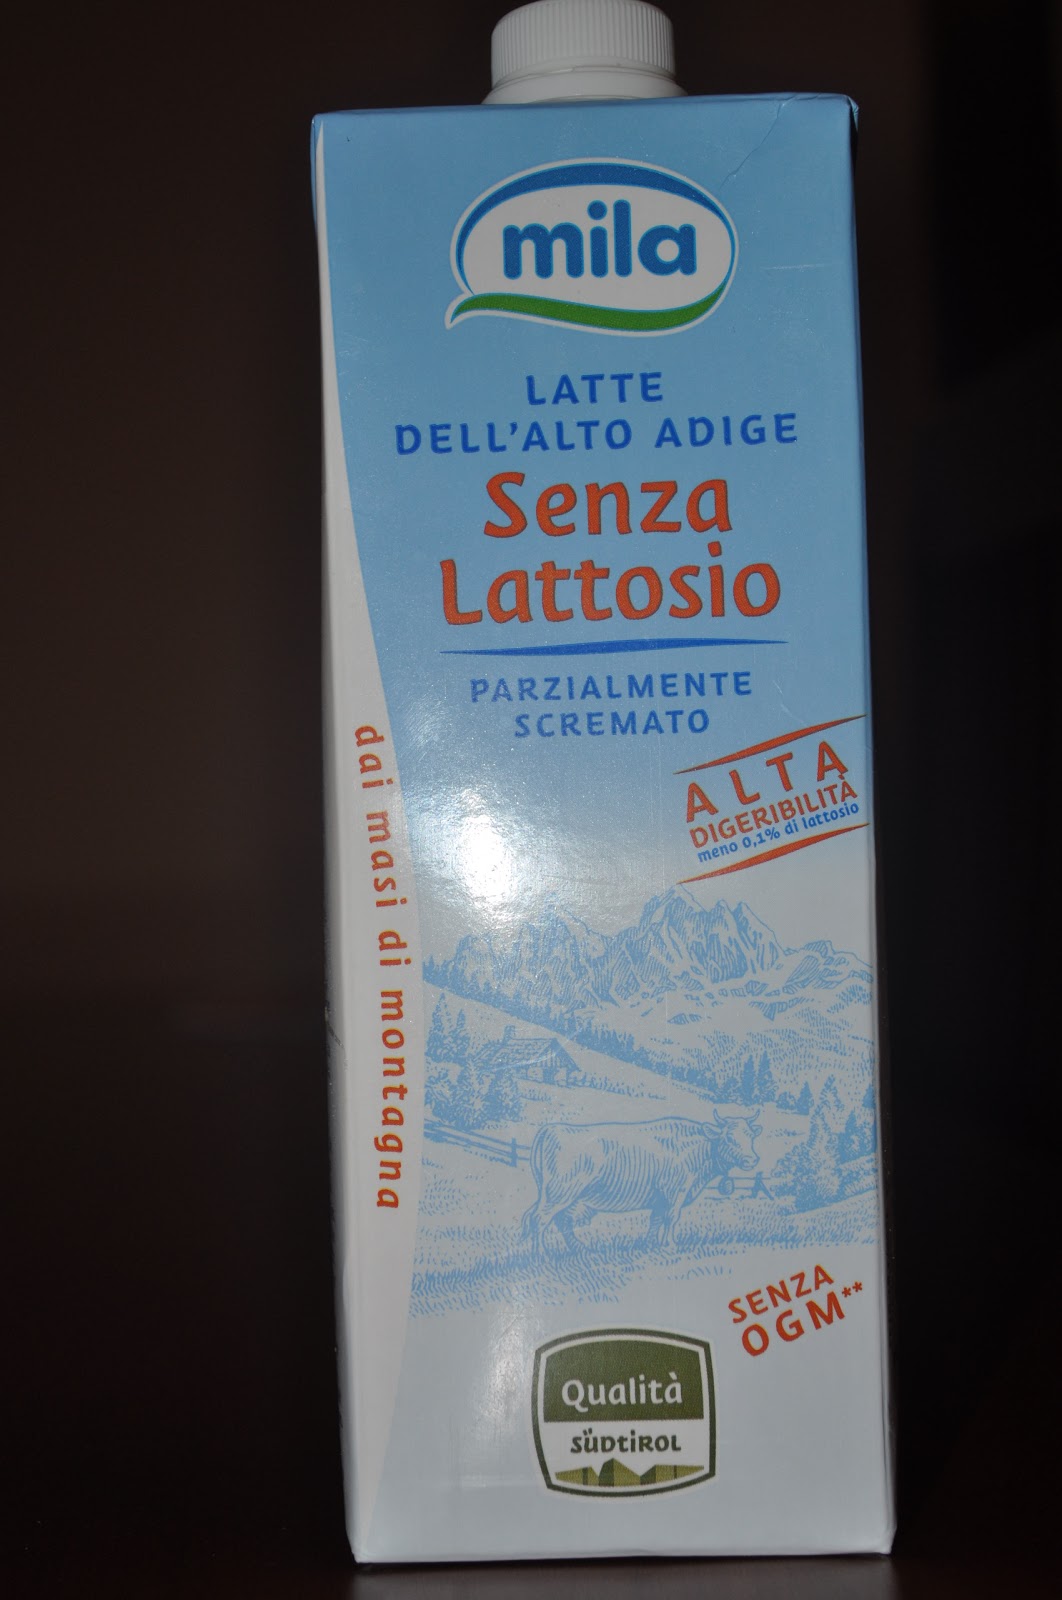 mila
LATTE
DELL'ALTO ADIGE
Senza
Lattosio
PARZIALMENTE
SCREMATO
ALTA
DIGERIBILITÀ
meno 0,1% di lattosio
dai masi di montagna
SENZA
OGM**
Qualità
SÜDTIROL